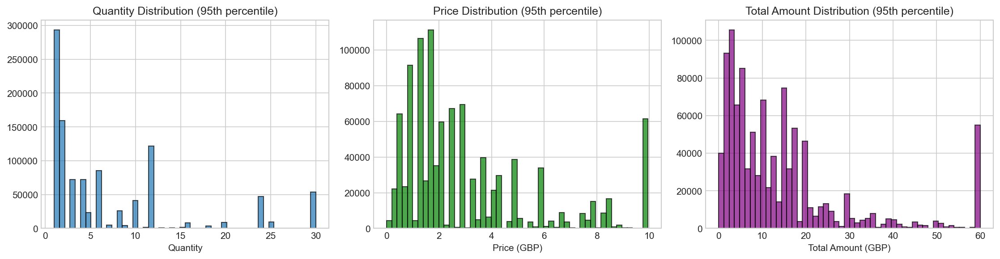 Quantity Distribution (95th percentile)
300000
250000
200000
150000
100000
50000
0
0 5 10 15 20 25 30
Quantity
Price Distribution (95th percentile)
100000
80000
60000
40000
20000
0
0 2 4 6 8 10
Price (GBP)
Total Amount Distribution (95th percentile)
100000
80000
60000
40000
20000
0
0 10 20 30 40 50 60
Total Amount (GBP)